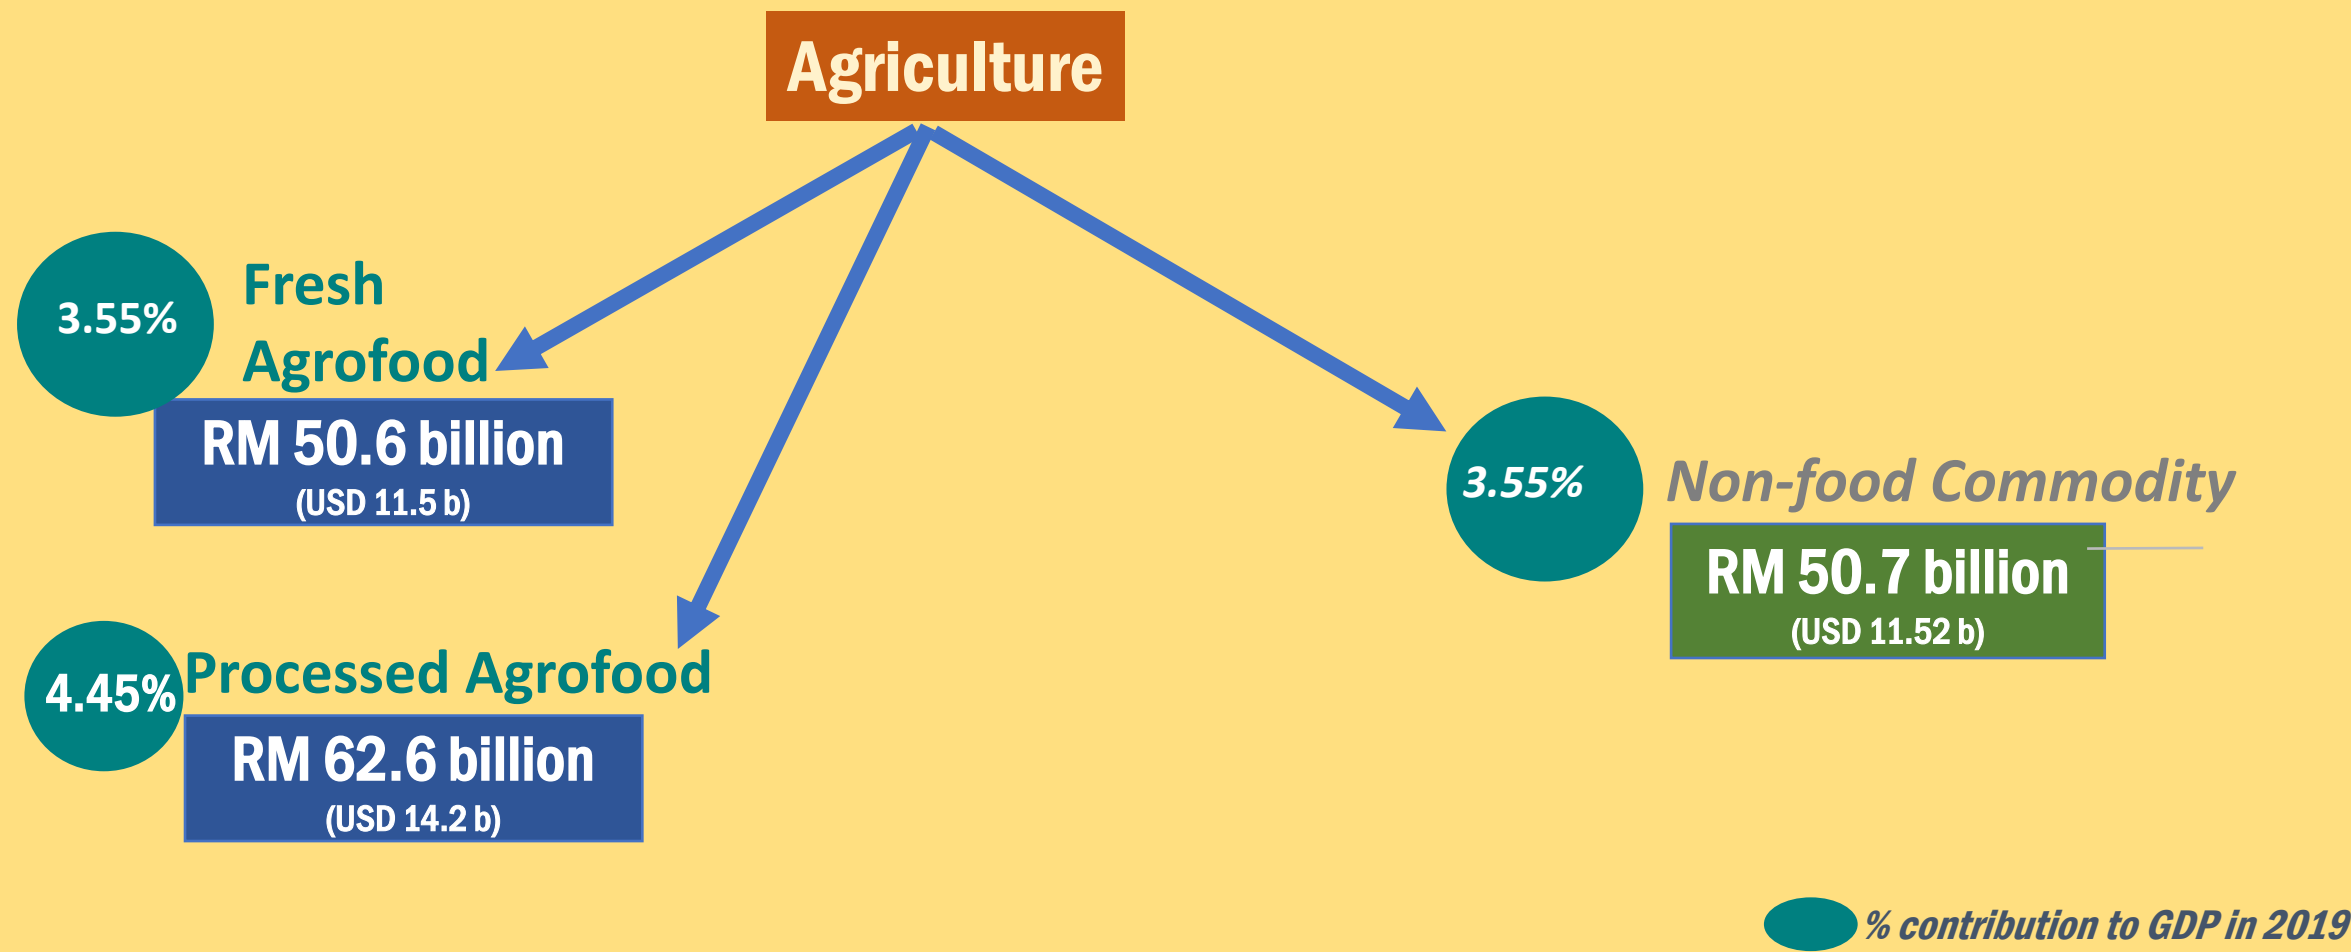 Agriculture
3.55%
Fresh
Agrofood
RM 50.6 billion
(USD 11.5 b)
3.55%
Non-food Commodity
RM 50.7 billion
(USD 11.52 b)
4.45%
Processed Agrofood
RM 62.6 billion
(USD 14.2 b)
% contribution to GDP in 2019